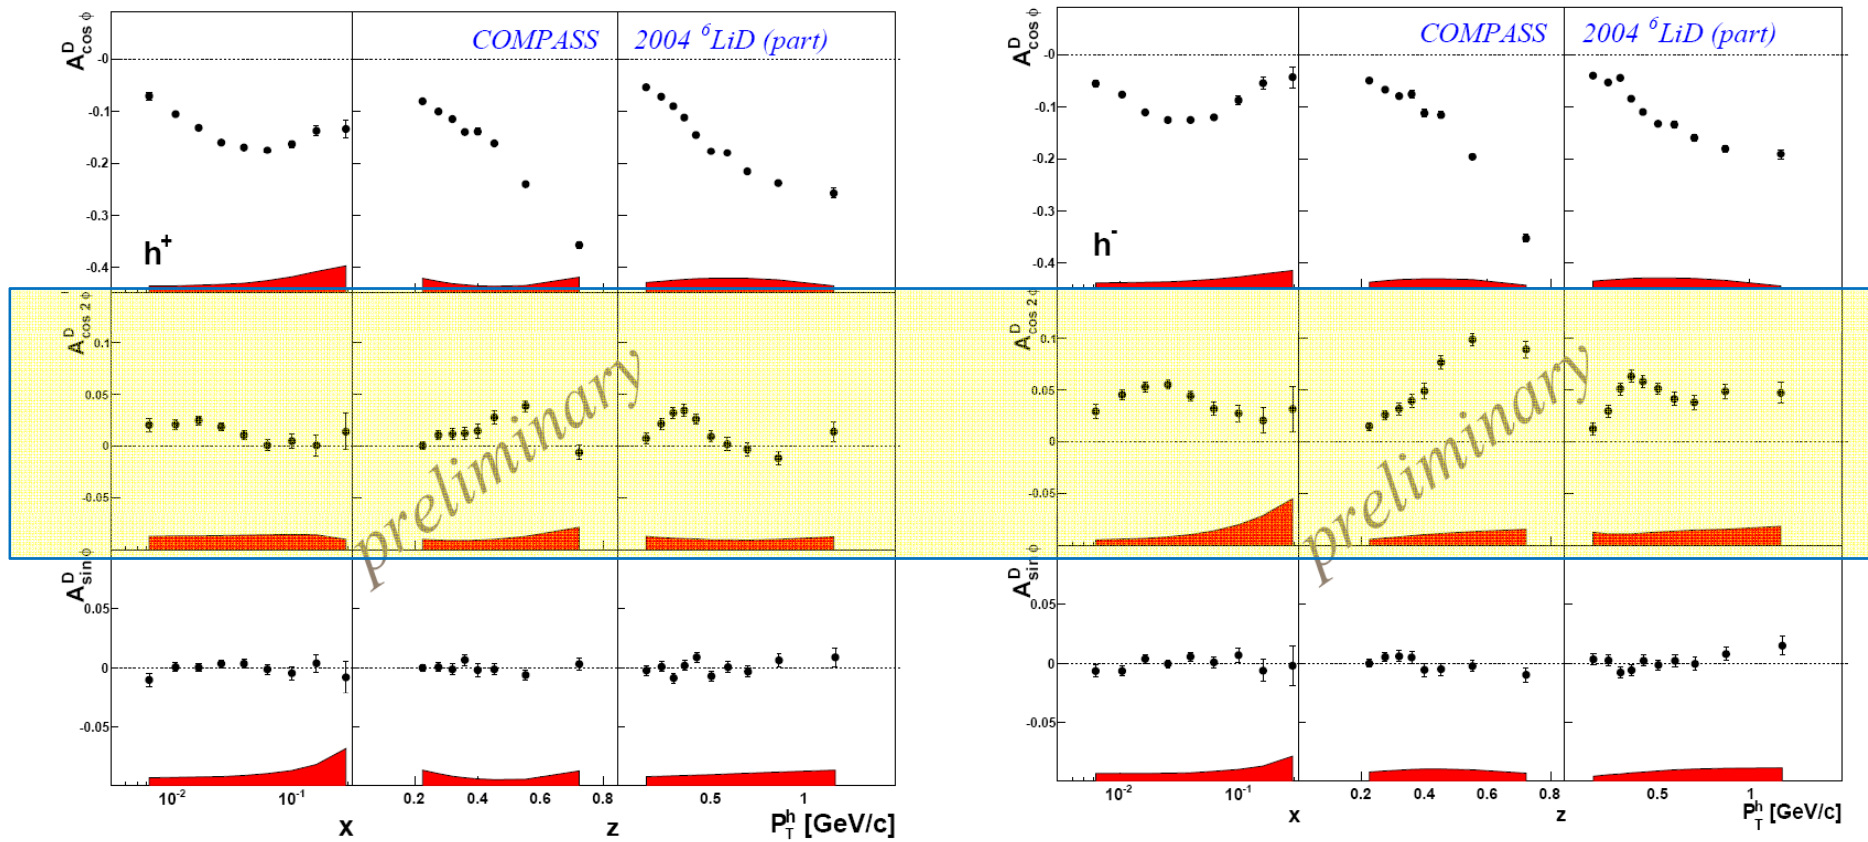 A^D_cos ϕ
COMPASS 2004 ⁶LiD (part)
-0
-0.1
-0.2
-0.3
-0.4
h⁺
A^D_cos 2 ϕ
0.1
0.05
0
-0.05
preliminary
A^D_sin ϕ
0.05
0
-0.05
10⁻² 10⁻¹ 0.2 0.4 0.6 0.8 0.5 1
x z P^h_T [GeV/c]
A^D_cos ϕ
COMPASS 2004 ⁶LiD (part)
-0
-0.1
-0.2
-0.3
-0.4
h⁻
A^D_cos 2 ϕ
0.1
0.05
0
-0.05
preliminary
A^D_sin ϕ
0.05
0
-0.05
10⁻² 10⁻¹ 0.2 0.4 0.6 0.8 0.5 1
x z P^h_T [GeV/c]